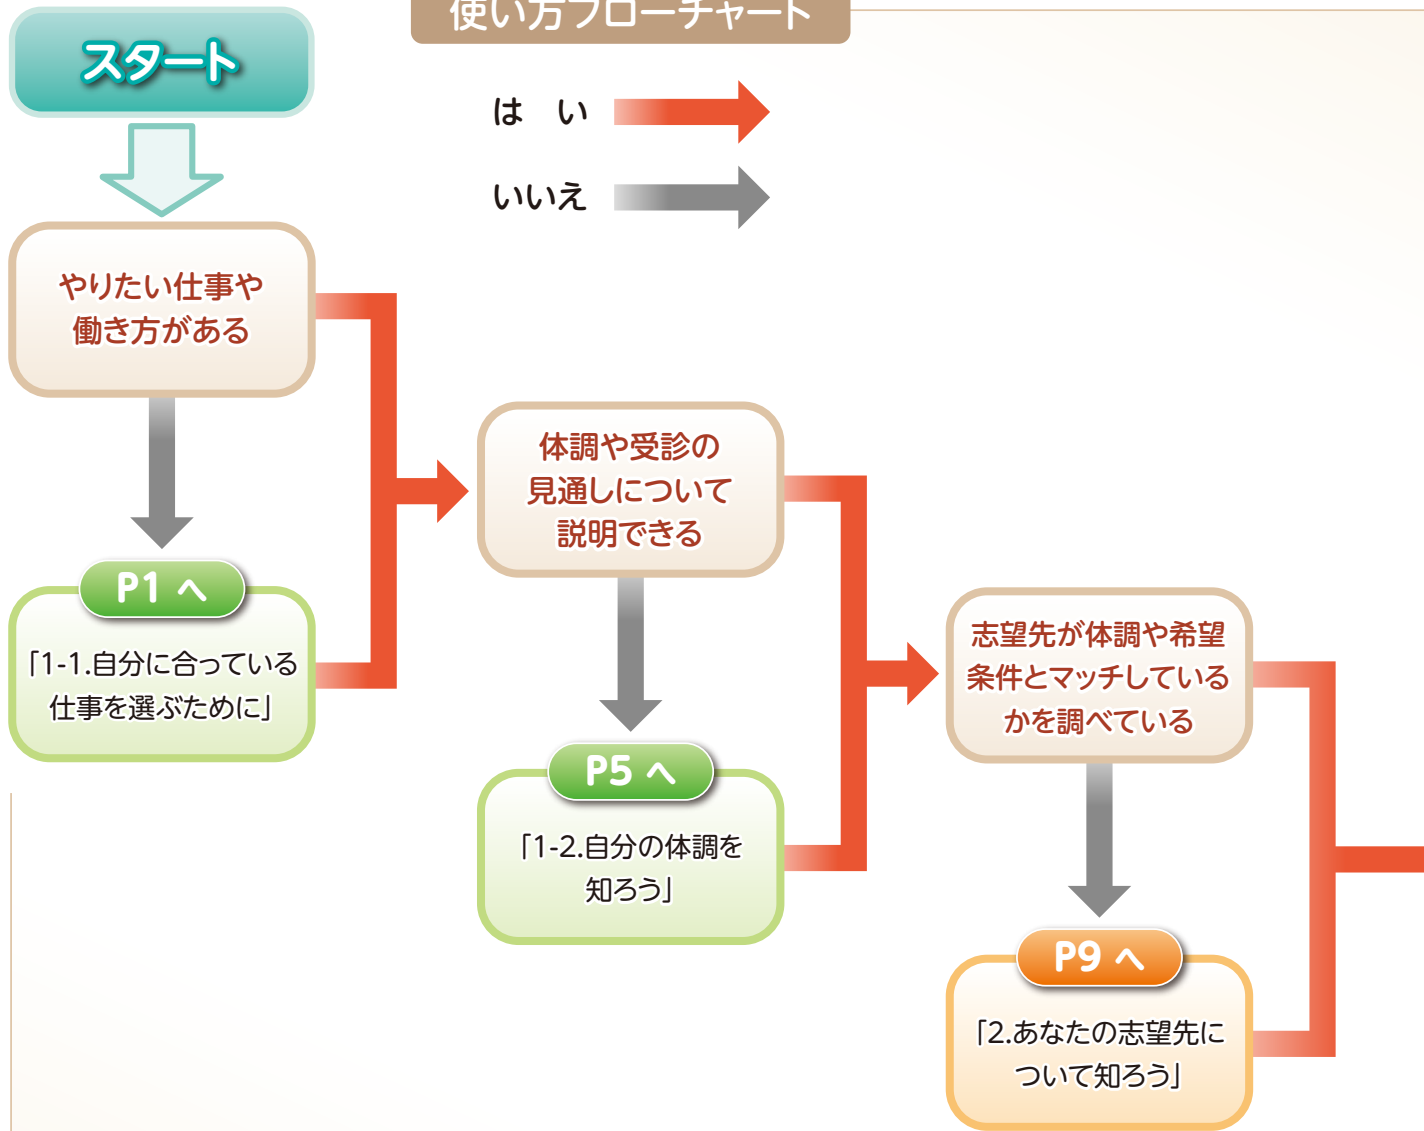 使い方フローチャート
スタート
は い
いいえ
やりたい仕事や
働き方がある
P1 へ
「1-1.自分に合っている
仕事を選ぶために」
体調や受診の
見通しについて
説明できる
P5 へ
「1-2.自分の体調を
知ろう」
志望先が体調や希望
条件とマッチしている
かを調べている
P9 へ
「2.あなたの志望先に
ついて知ろう」